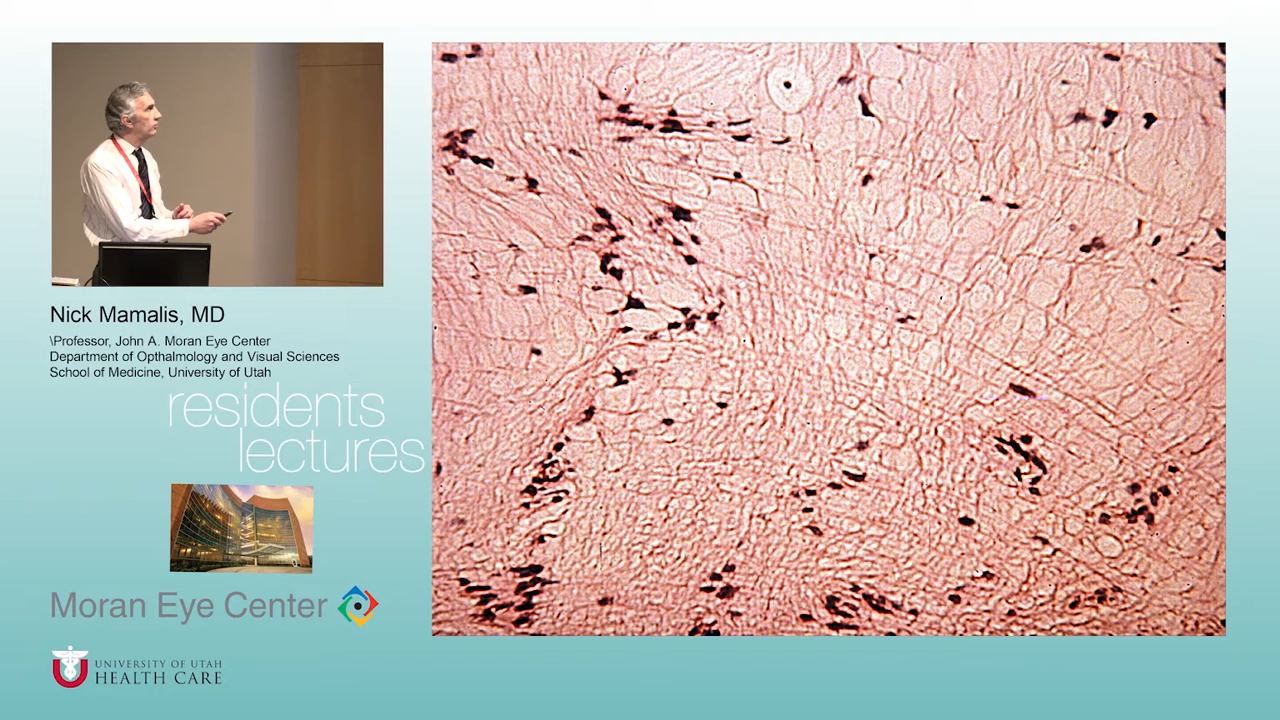 Nick Mamalis, MD
\Professor, John A. Moran Eye Center
Department of Opthalmology and Visual Sciences
School of Medicine, University of Utah
residents
lectures
Moran Eye Center
U
UNIVERSITY OF UTAH
HEALTH CARE